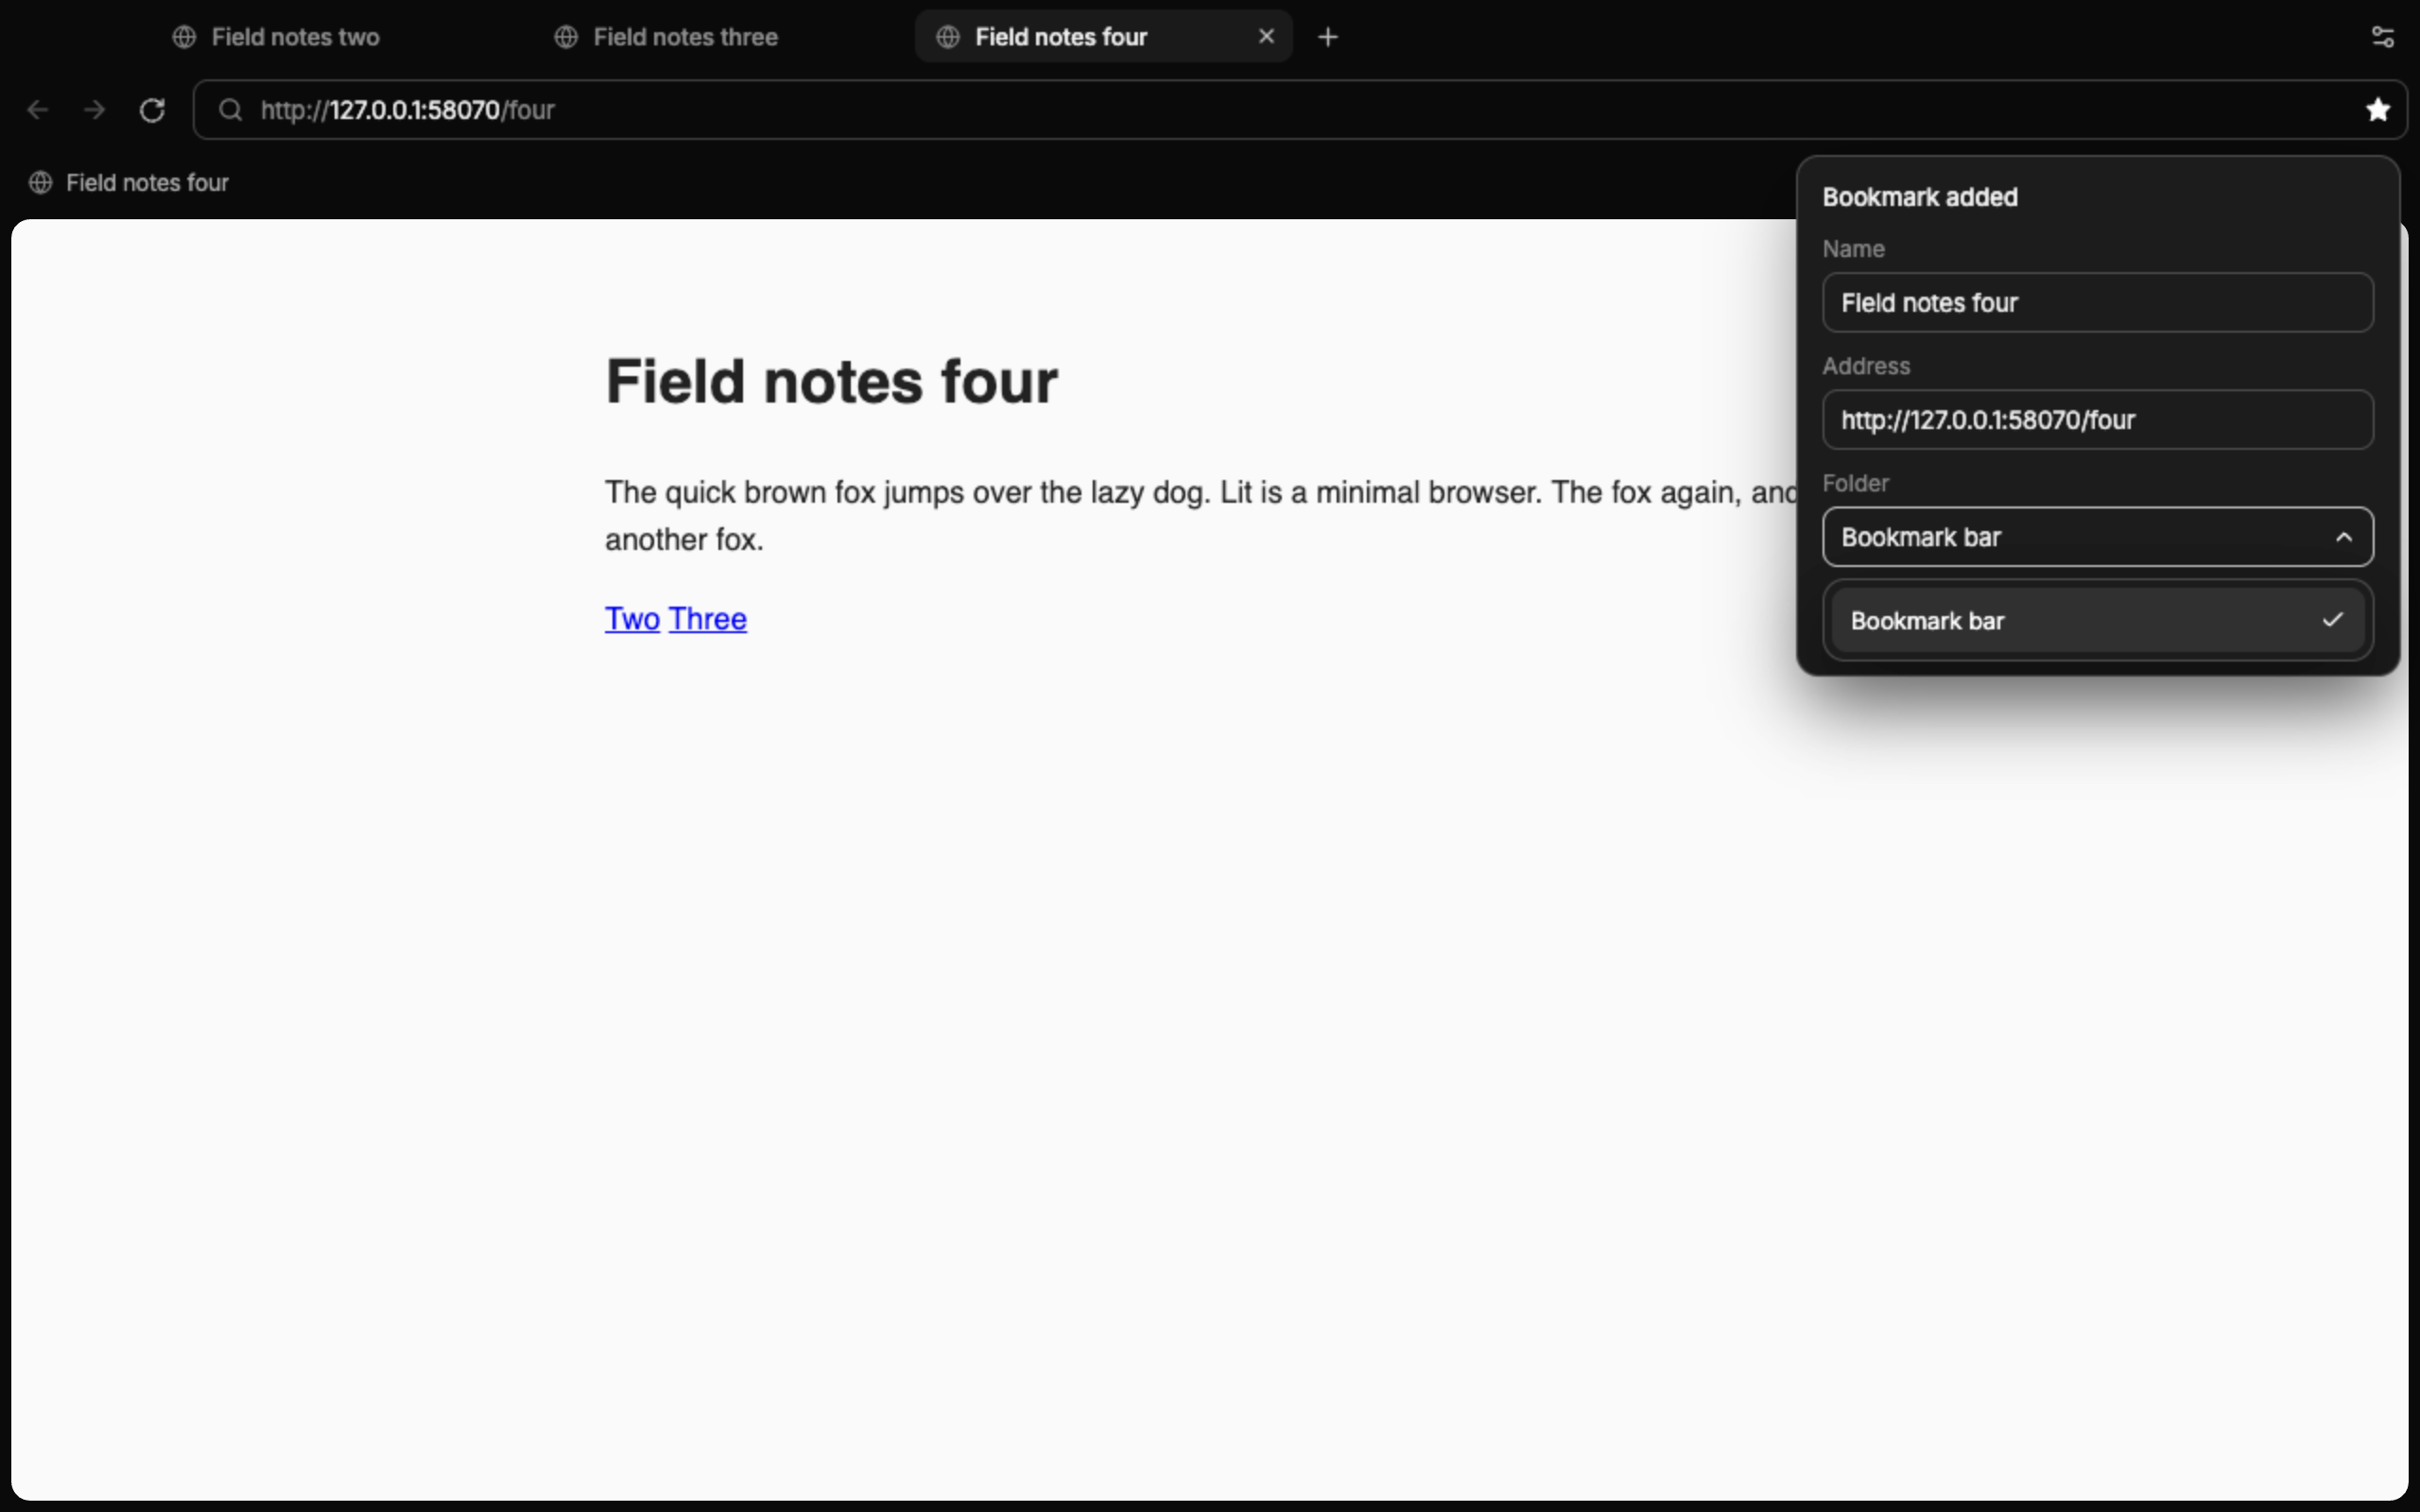 Field notes two
Field notes three
Field notes four
http://127.0.0.1:58070/four
Field notes four
Bookmark added
Name
Field notes four
Address
http://127.0.0.1:58070/four
Folder
Bookmark bar
Bookmark bar
Field notes four
The quick brown fox jumps over the lazy dog. Lit is a minimal browser. The fox again, and
another fox.
Two Three